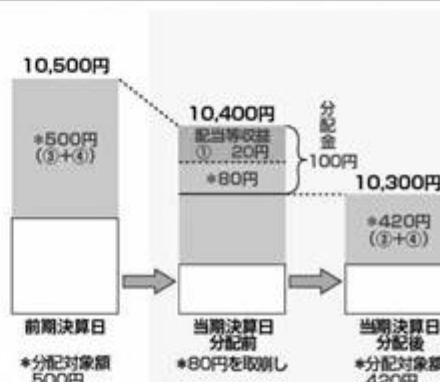 10,500円
*500円
(③+④)
前期決算日
*分配対象額
500円
10,400円
配当等収益
① 20円
*80円
分配金
100円
当期決算日
分配前
*80円を取崩し
10,300円
*420円
(③+④)
当期決算日
分配後
*分配対象額
420円